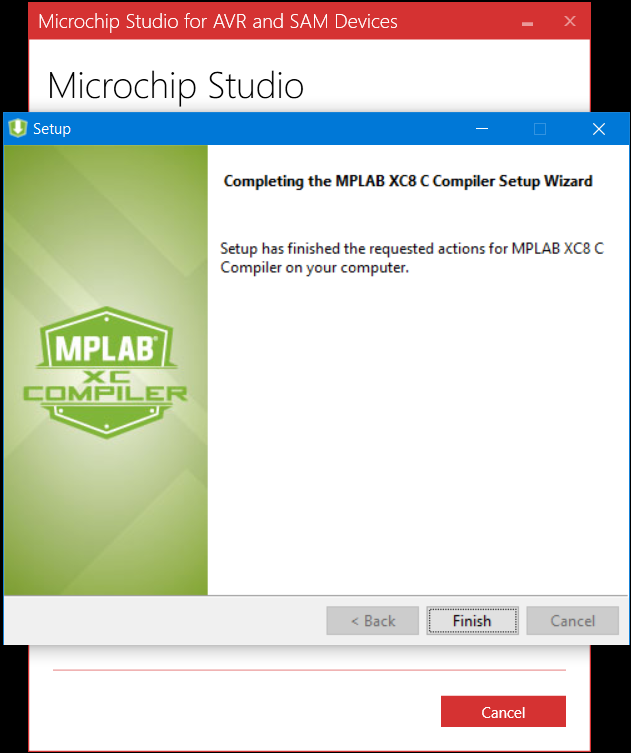 Microchip Studio for AVR and SAM Devices
Microchip Studio
Setup
Completing the MPLAB XC8 C Compiler Setup Wizard
Setup has finished the requested actions for MPLAB XC8 C
Compiler on your computer.
MPLAB®
XC
COMPILER
< Back
Finish
Cancel
Cancel